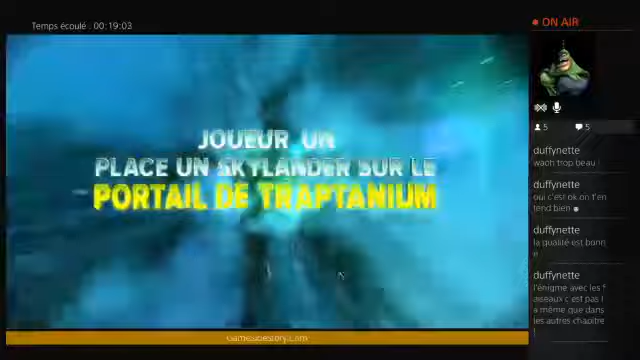 Temps écoulé : 00:19:03
ON AIR
JOUEUR UN
PLACE UN SKYLANDER SUR LE
PORTAIL DE TRAPTANIUM
5
5
duffynette
waoh trop beau
duffynette
oui c'est ok on t'en
tend bien
duffynette
la qualité est bonn
e
duffynette
l'énigme avec les f
aiseaux c est pas l
a même que dans
les autres chapitre
!